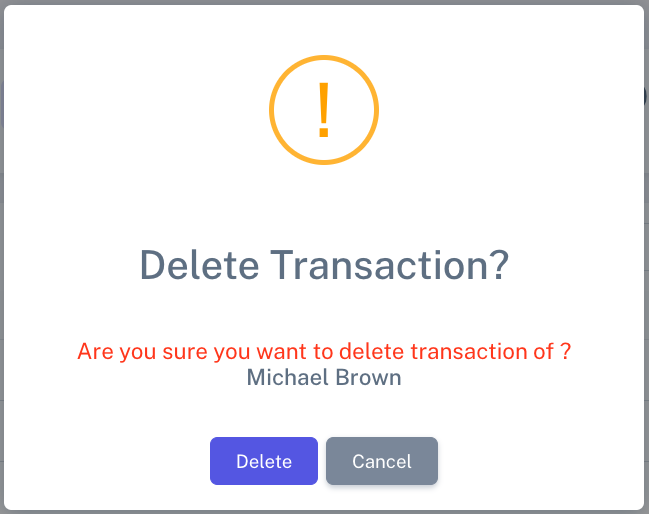 !
Delete Transaction?
Are you sure you want to delete transaction of ?
Michael Brown
Delete
Cancel